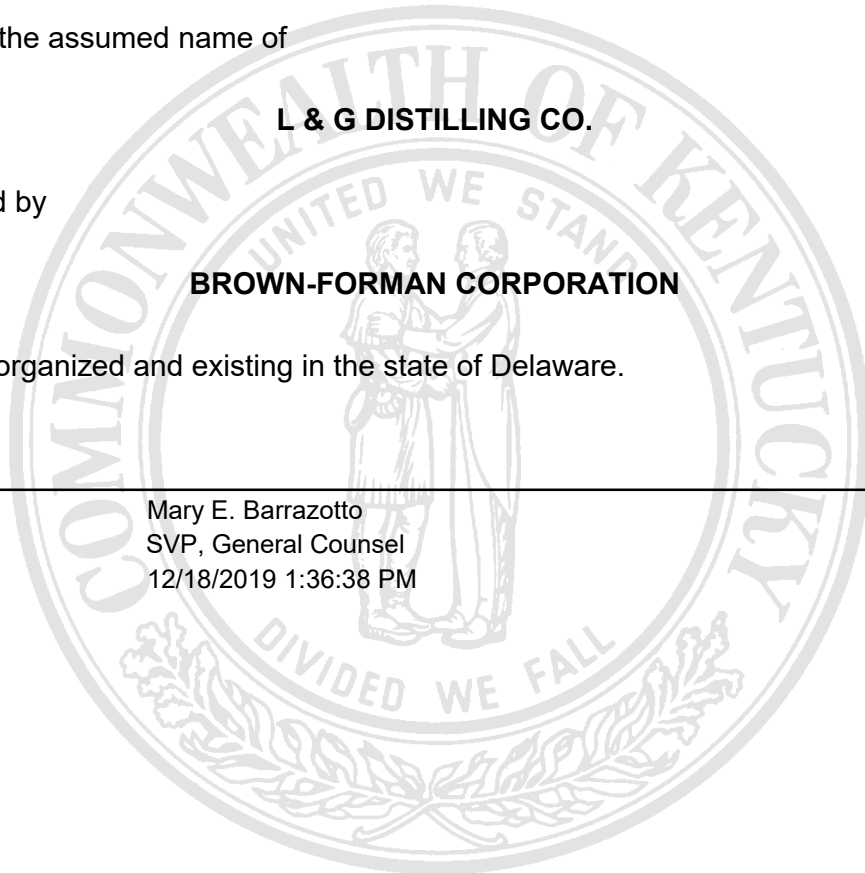 the assumed name of
L & G DISTILLING CO.
d by
BROWN-FORMAN CORPORATION
organized and existing in the state of Delaware.
Mary E. Barrazotto
SVP, General Counsel
12/18/2019 1:36:38 PM
COMMONWEALTH OF KENTUCKY
UNITED WE STAND
DIVIDED WE FALL